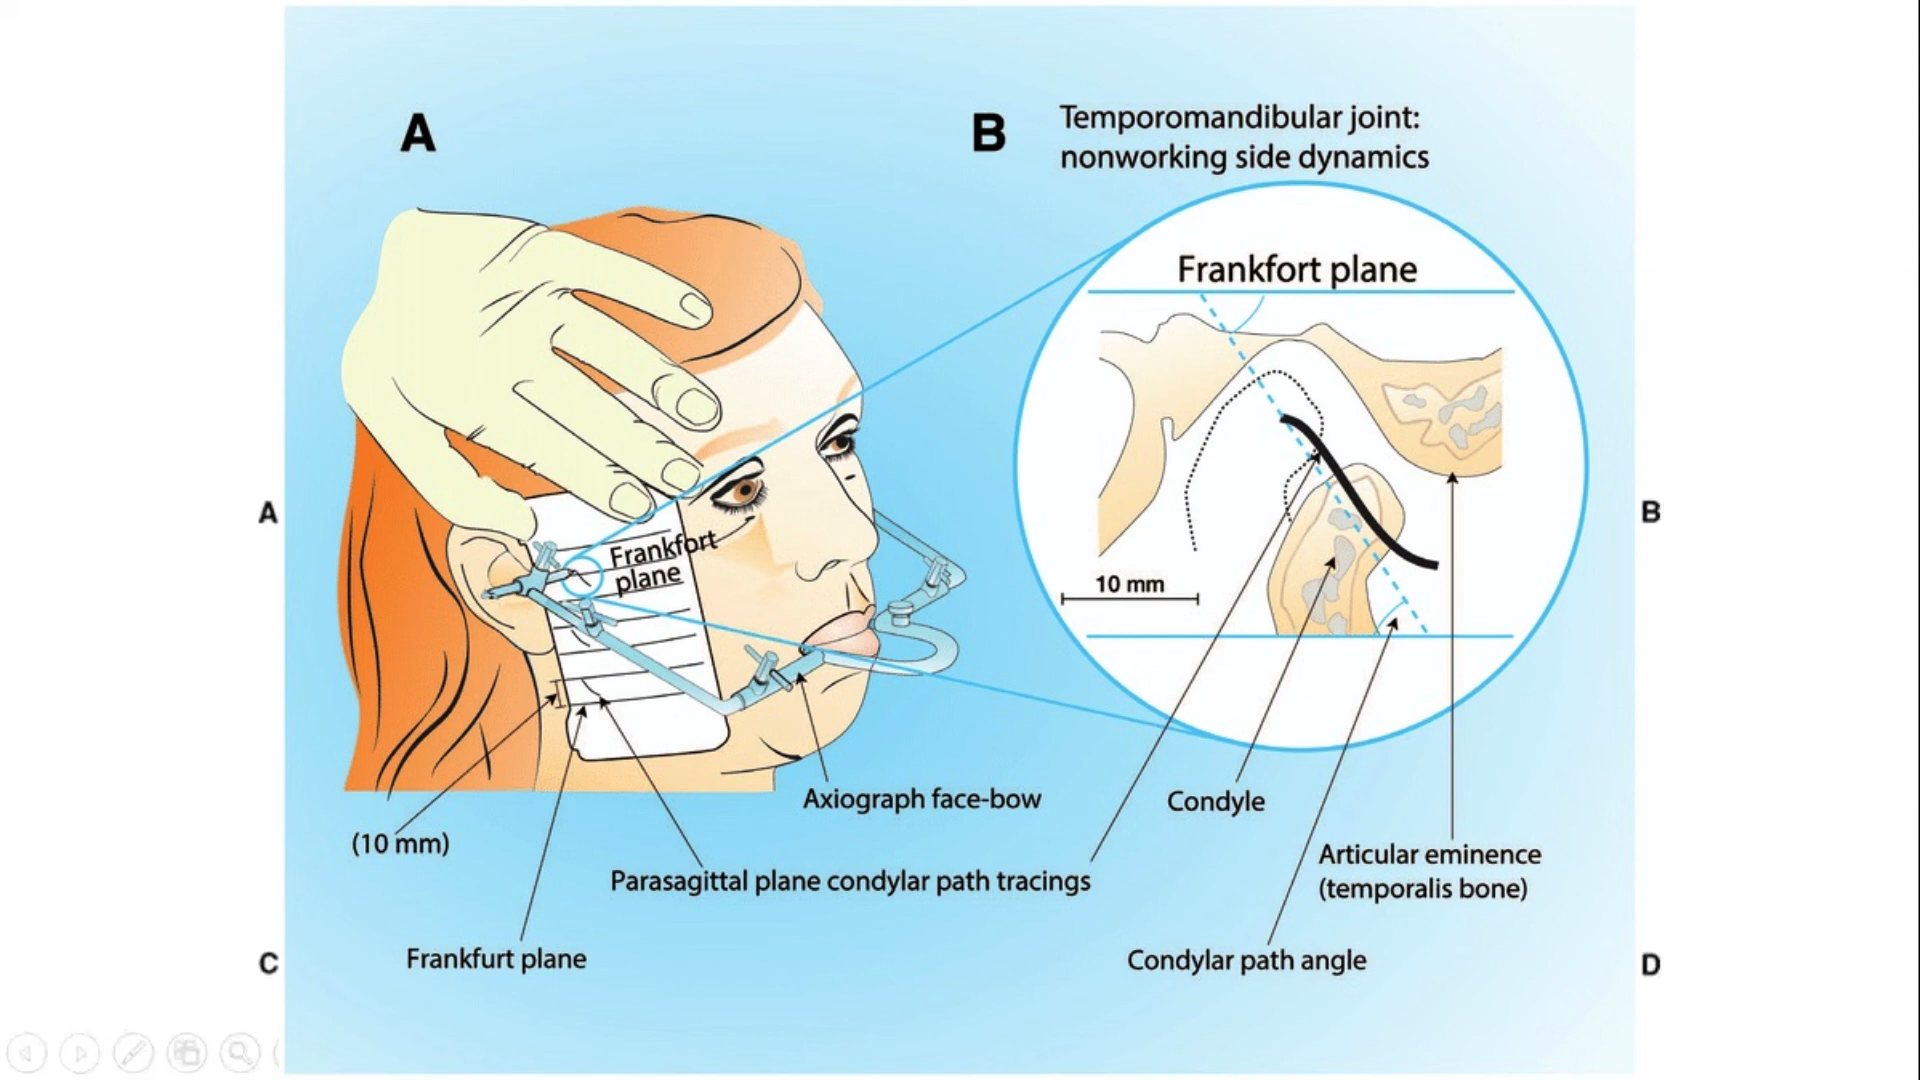 A
B
Temporomandibular joint:
nonworking side dynamics
Frankfort plane
A
B
Frankfort
plane
10 mm
Axiograph face-bow
Condyle
(10 mm)
Articular eminence
(temporalis bone)
Parasagittal plane condylar path tracings
Frankfurt plane
Condylar path angle
C
D